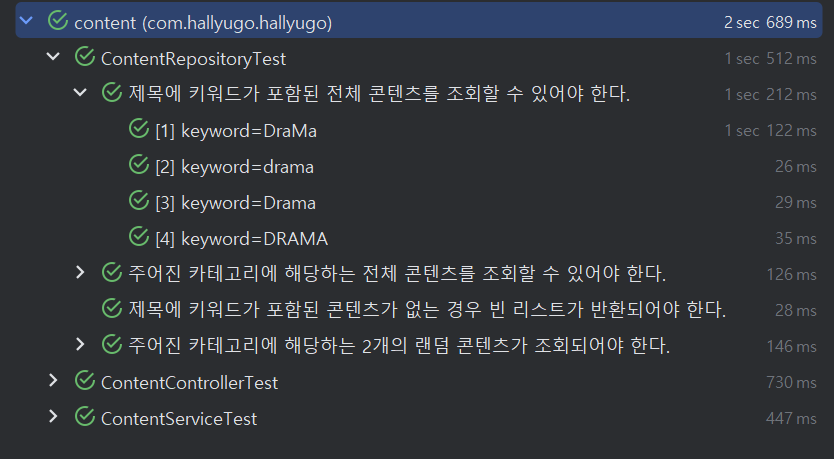 content (com.hallyugo.hallyugo) 2 sec 689 ms
ContentRepositoryTest 1 sec 512 ms
제목에 키워드가 포함된 전체 콘텐츠를 조회할 수 있어야 한다. 1 sec 212 ms
[1] keyword=DraMa 1 sec 122 ms
[2] keyword=drama 26 ms
[3] keyword=Drama 29 ms
[4] keyword=DRAMA 35 ms
주어진 카테고리에 해당하는 전체 콘텐츠를 조회할 수 있어야 한다. 126 ms
제목에 키워드가 포함된 콘텐츠가 없는 경우 빈 리스트가 반환되어야 한다. 28 ms
주어진 카테고리에 해당하는 2개의 랜덤 콘텐츠가 조회되어야 한다. 146 ms
ContentControllerTest 730 ms
ContentServiceTest 447 ms